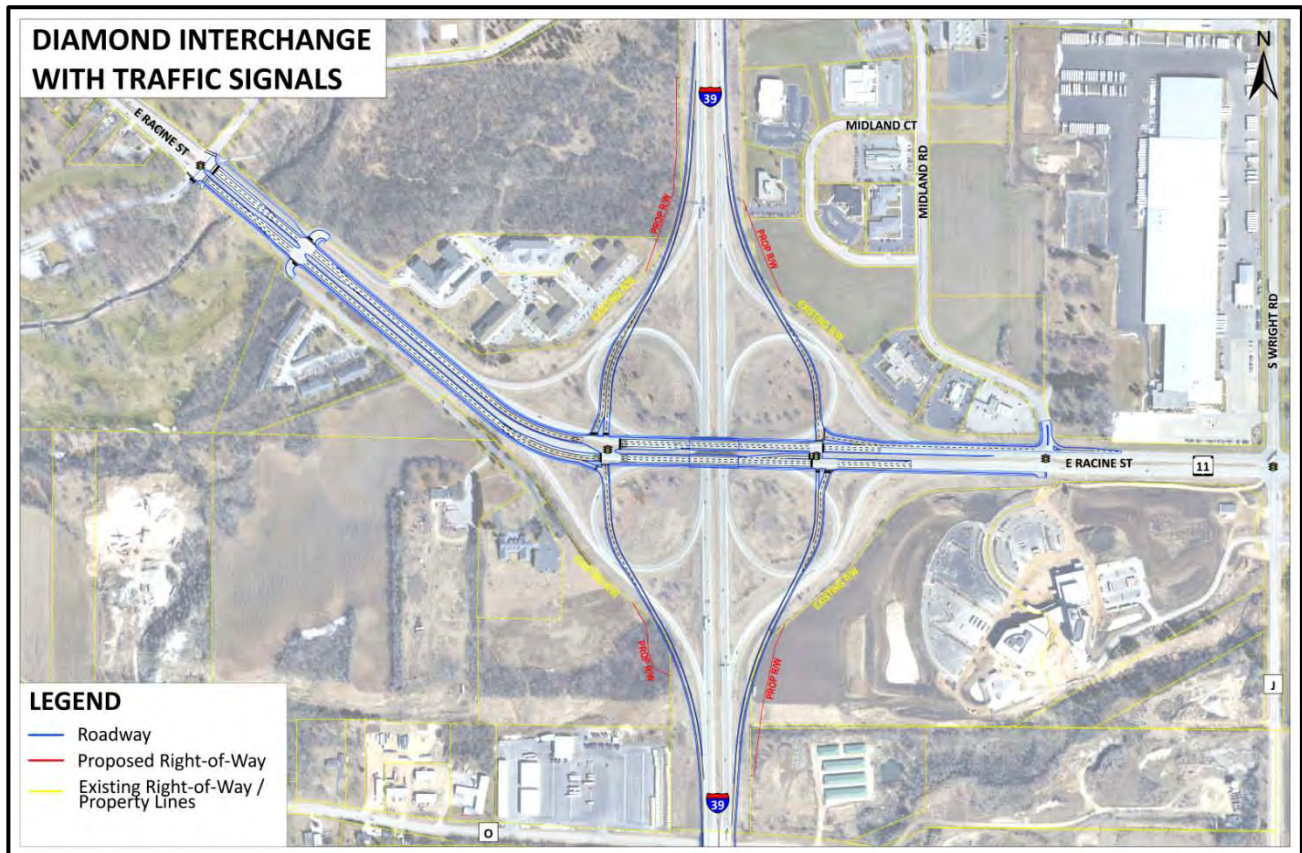 DIAMOND INTERCHANGE
WITH TRAFFIC SIGNALS
N
E RACINE ST
39
MIDLAND CT
MIDLAND RD
PROP R/W
PROP R/W
EXISTING R/W
EXISTING R/W
S WRIGHT RD
E RACINE ST
11
EXISTING R/W
EXISTING R/W
PROP R/W
PROP R/W
J
LEGEND
Roadway
Proposed Right-of-Way
Existing Right-of-Way /
Property Lines
39
O